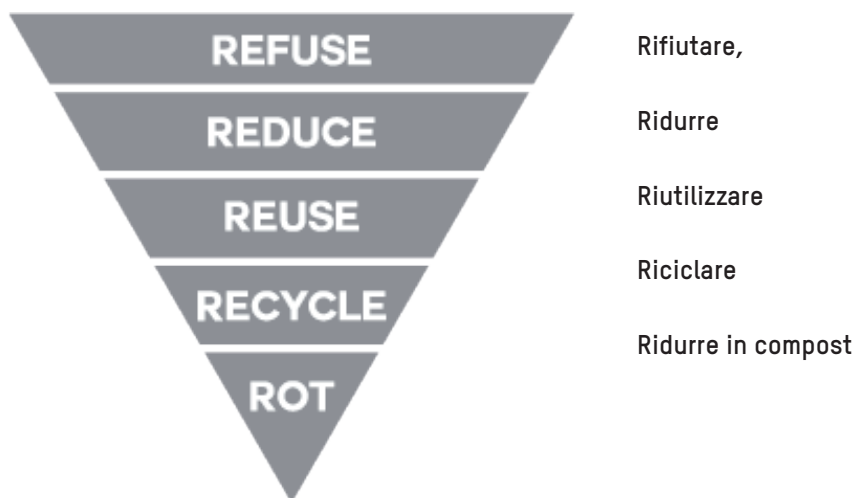 REFUSE
Rifiutare,
REDUCE
Ridurre
REUSE
Riutilizzare
RECYCLE
Riciclare
ROT
Ridurre in compost